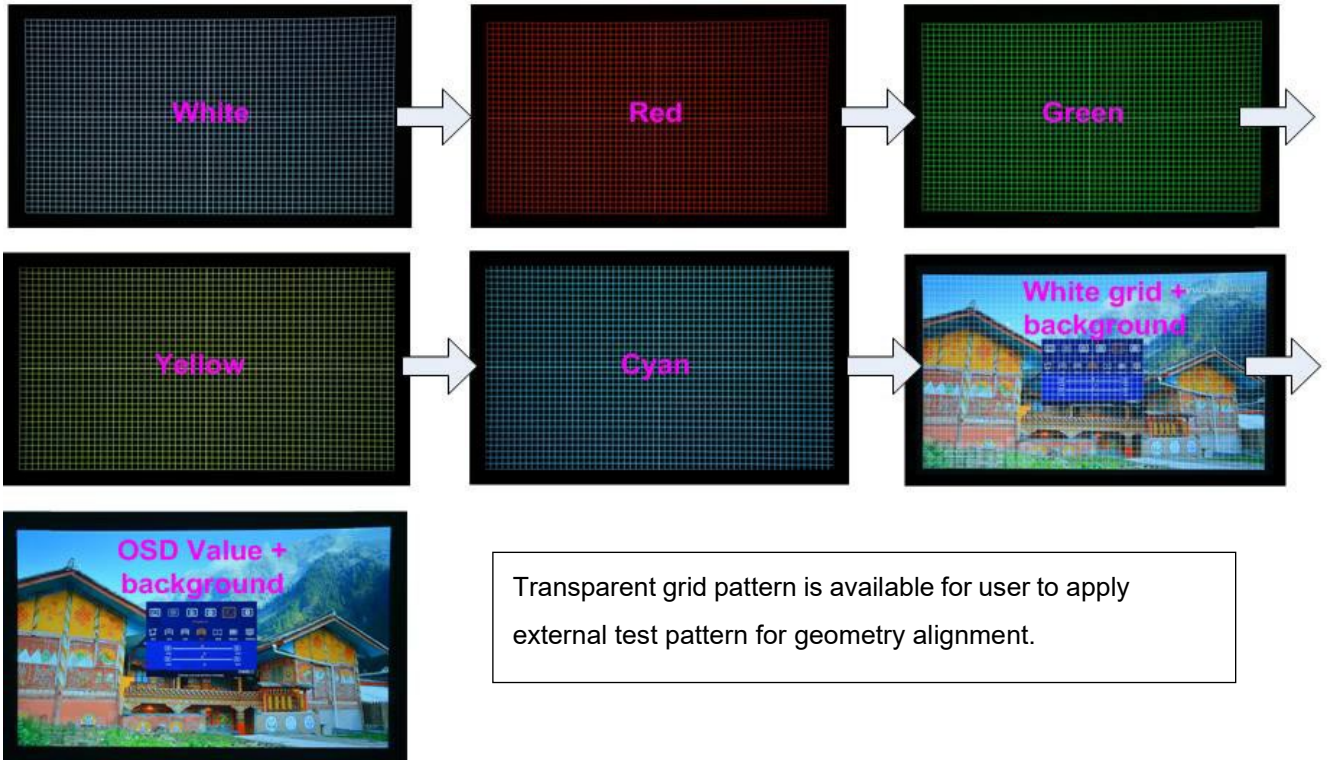 White
Red
Green
Yellow
Cyan
White grid +
background
OSD Value +
background
Transparent grid pattern is available for user to apply
external test pattern for geometry alignment.